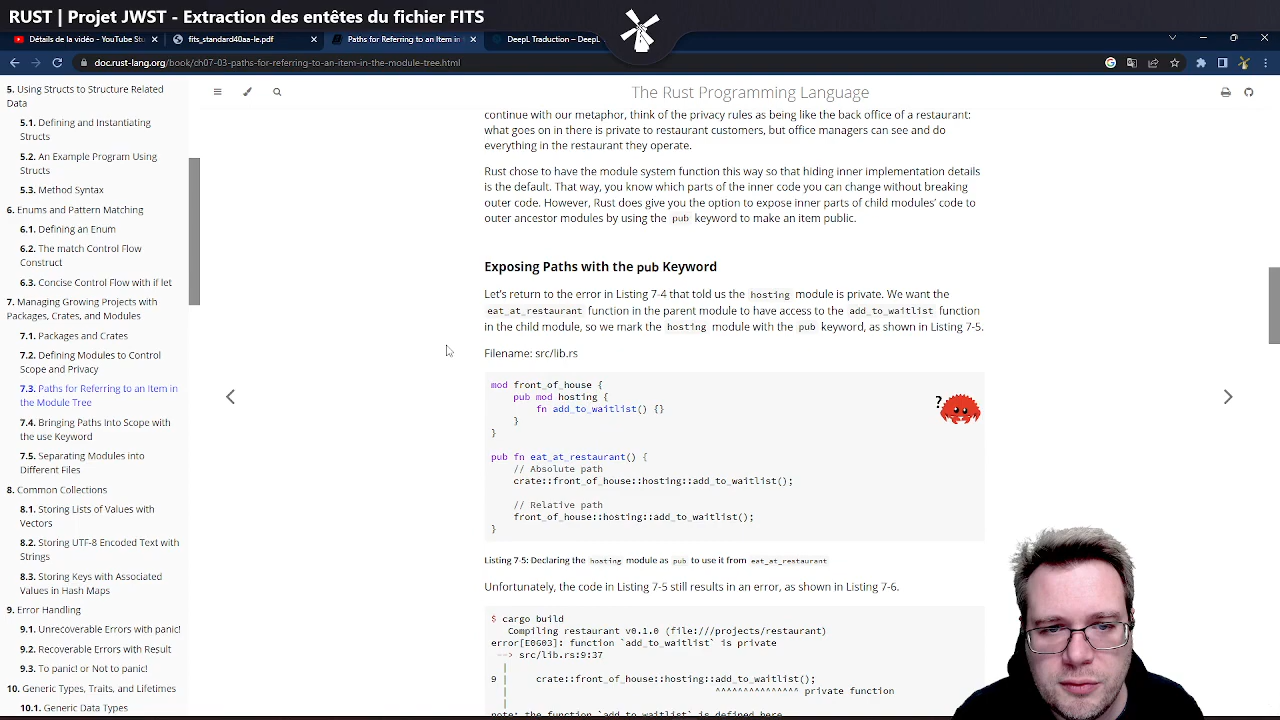 RUST | Projet JWST - Extraction des entêtes du fichier FITS
Détails de la vidéo - YouTube Stu
fits_standard40aa-le.pdf
Paths for Referring to an Item in
DeepL Traduction – DeepL
doc.rust-lang.org/book/ch07-03-paths-for-referring-to-an-item-in-the-module-tree.html
5. Using Structs to Structure Related
Data
5.1. Defining and Instantiating
Structs
5.2. An Example Program Using
Structs
5.3. Method Syntax
6. Enums and Pattern Matching
6.1. Defining an Enum
6.2. The match Control Flow
Construct
6.3. Concise Control Flow with if let
7. Managing Growing Projects with
Packages, Crates, and Modules
7.1. Packages and Crates
7.2. Defining Modules to Control
Scope and Privacy
7.3. Paths for Referring to an Item in
the Module Tree
7.4. Bringing Paths Into Scope with
the use Keyword
7.5. Separating Modules into
Different Files
8. Common Collections
8.1. Storing Lists of Values with
Vectors
8.2. Storing UTF-8 Encoded Text with
Strings
8.3. Storing Keys with Associated
Values in Hash Maps
9. Error Handling
9.1. Unrecoverable Errors with panic!
9.2. Recoverable Errors with Result
9.3. To panic! or Not to panic!
10. Generic Types, Traits, and Lifetimes
10.1. Generic Data Types
The Rust Programming Language
continue with our metaphor, think of the privacy rules as being like the back office of a restaurant:
what goes on in there is private to restaurant customers, but office managers can see and do
everything in the restaurant they operate.
Rust chose to have the module system function this way so that hiding inner implementation details
is the default. That way, you know which parts of the inner code you can change without breaking
outer code. However, Rust does give you the option to expose inner parts of child modules’ code to
outer ancestor modules by using the pub keyword to make an item public.
Exposing Paths with the pub Keyword
Let’s return to the error in Listing 7-4 that told us the hosting module is private. We want the
eat_at_restaurant function in the parent module to have access to the add_to_waitlist function
in the child module, so we mark the hosting module with the pub keyword, as shown in Listing 7-5.
Filename: src/lib.rs
mod front_of_house {
pub mod hosting {
fn add_to_waitlist() {}
}
}
pub fn eat_at_restaurant() {
// Absolute path
crate::front_of_house::hosting::add_to_waitlist();
// Relative path
front_of_house::hosting::add_to_waitlist();
}
?
Listing 7-5: Declaring the hosting module as pub to use it from eat_at_restaurant
Unfortunately, the code in Listing 7-5 still results in an error, as shown in Listing 7-6.
$ cargo build
Compiling restaurant v0.1.0 (file:///projects/restaurant)
error[E0603]: function `add_to_waitlist` is private
--> src/lib.rs:9:37
|
9 | crate::front_of_house::hosting::add_to_waitlist();
| ^^^^^^^^^^^^^^^ private function
|
note: the function `add_to_waitlist` is defined here